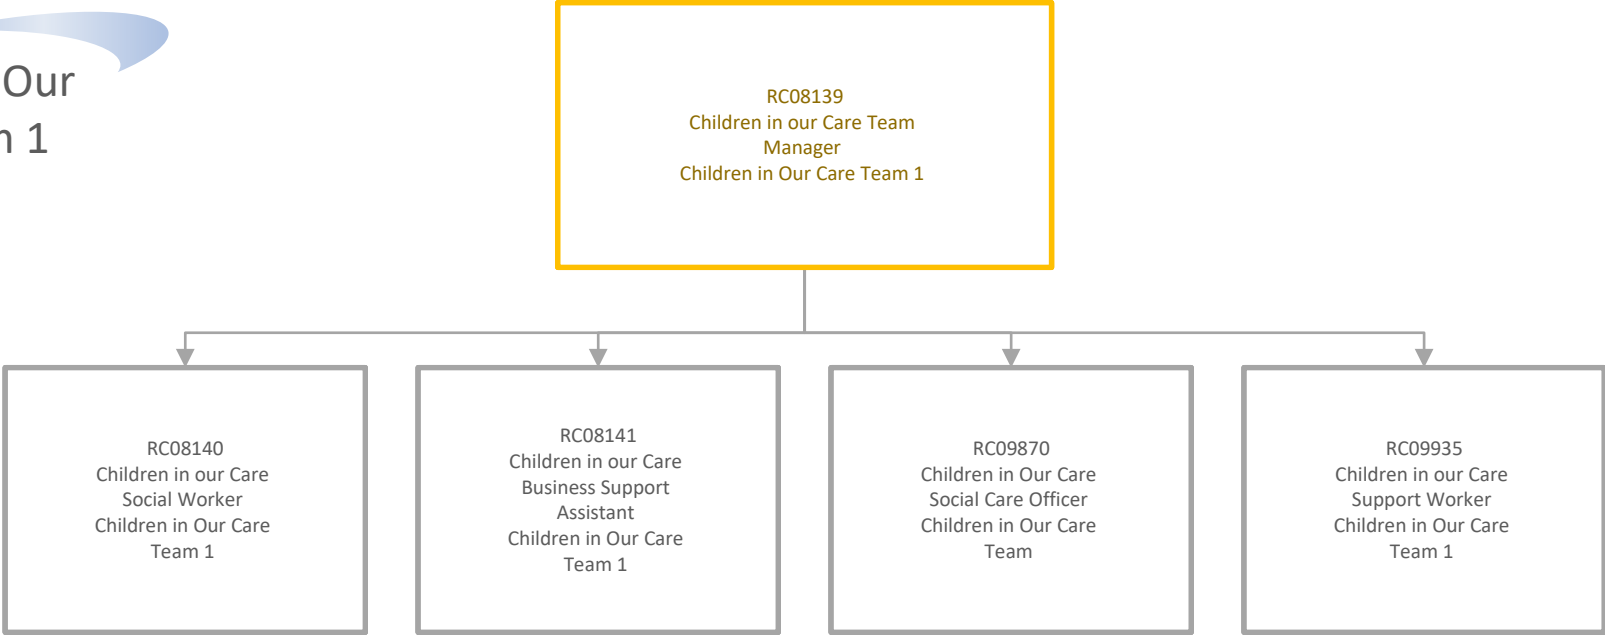 Our
1
RC08139
Children in our Care Team
Manager
Children in Our Care Team 1
RC08140
Children in our Care
Social Worker
Children in Our Care
Team 1
RC08141
Children in our Care
Business Support
Assistant
Children in Our Care
Team 1
RC09870
Children in Our Care
Social Care Officer
Children in Our Care
Team
RC09935
Children in our Care
Support Worker
Children in Our Care
Team 1